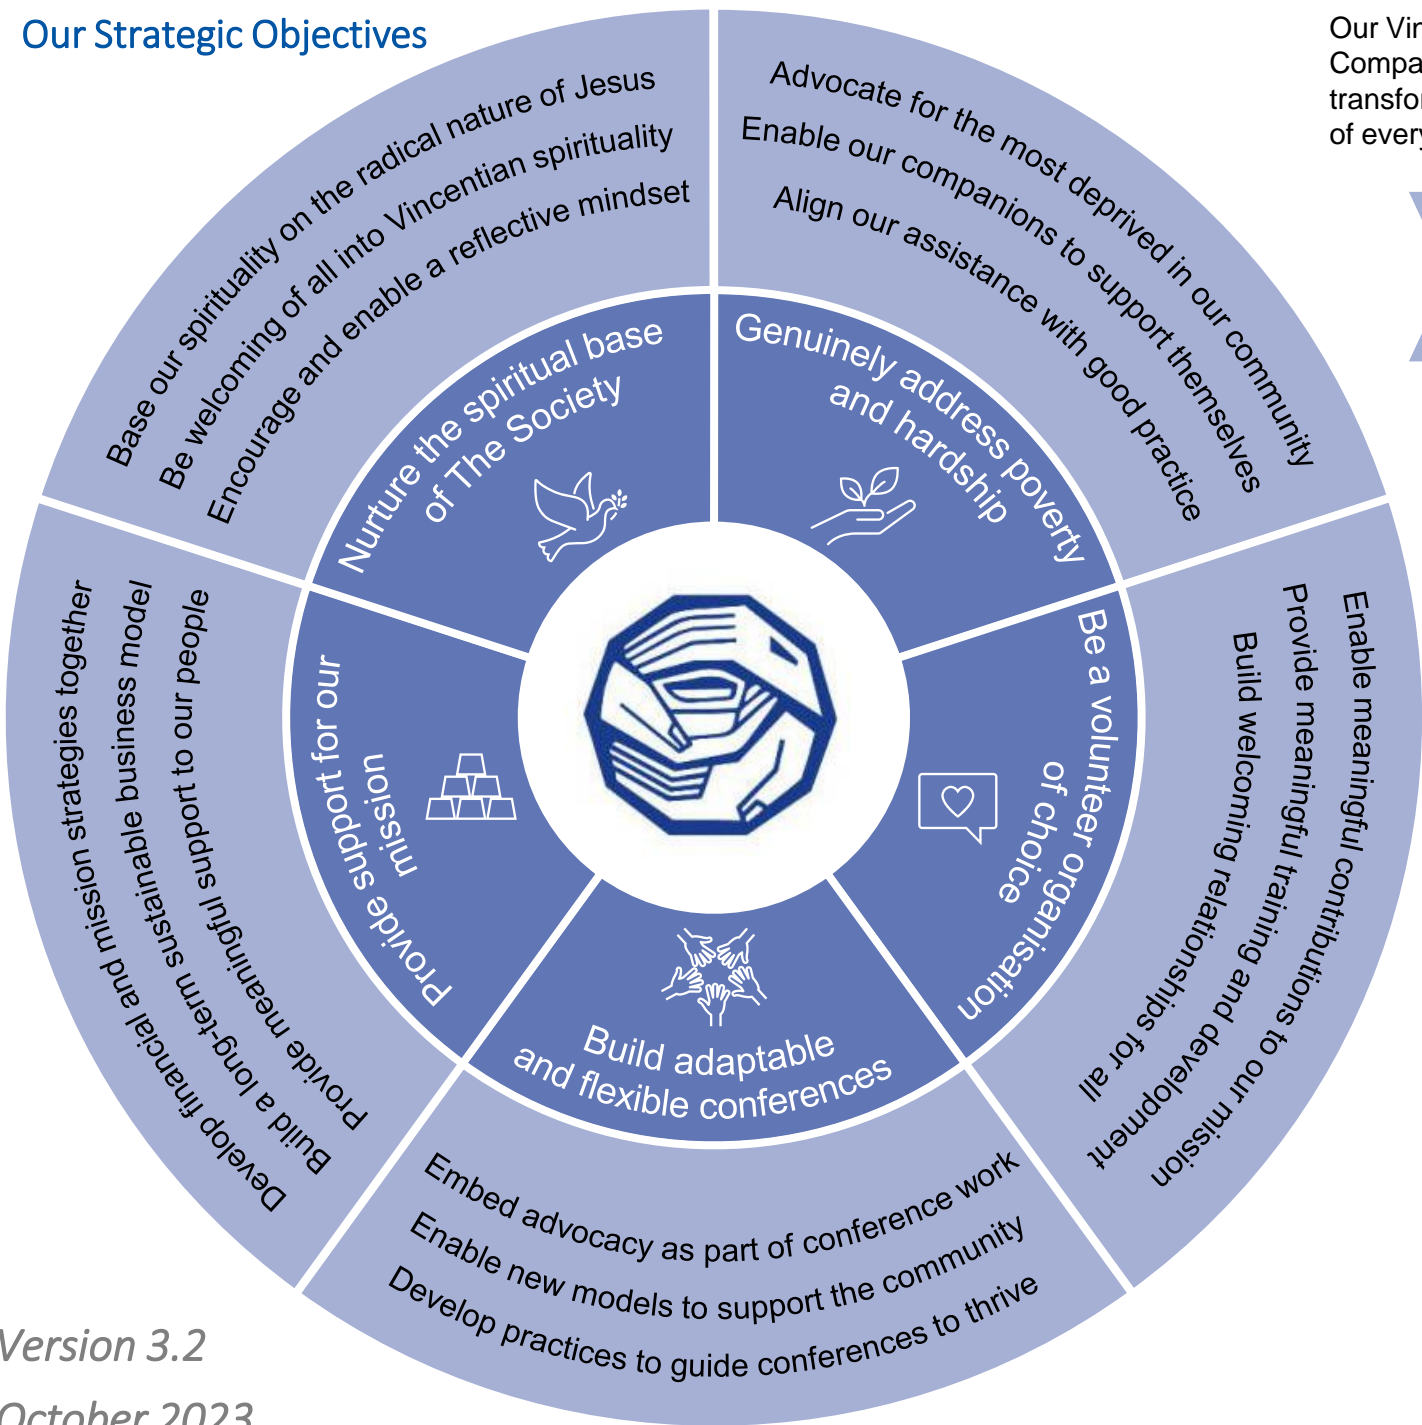 Our Strategic Objectives
Our
Version 3.2
October 2023
Base our spirituality on the radical nature of Jesus
Be welcoming of all into Vincentian spirituality
Encourage and enable a reflective mindset
Nurture the spiritual base
of The Society
Advocate for the most deprived in our community
Enable our companions to support themselves
Align our assistance with good practice
Genuinely address poverty
and hardship
Enable meaningful contributions to our mission
Provide meaningful training and development
Build welcoming relationships for all
Be a volunteer organisation
of choice
Build adaptable
and flexible conferences
Embed advocacy as part of conference work
Enable new models to support the community
Develop practices to guide conferences to thrive
Provide support for our
mission
Provide meaningful support to our people
Build a long-term sustainable business model
Develop financial and mission strategies together
of every